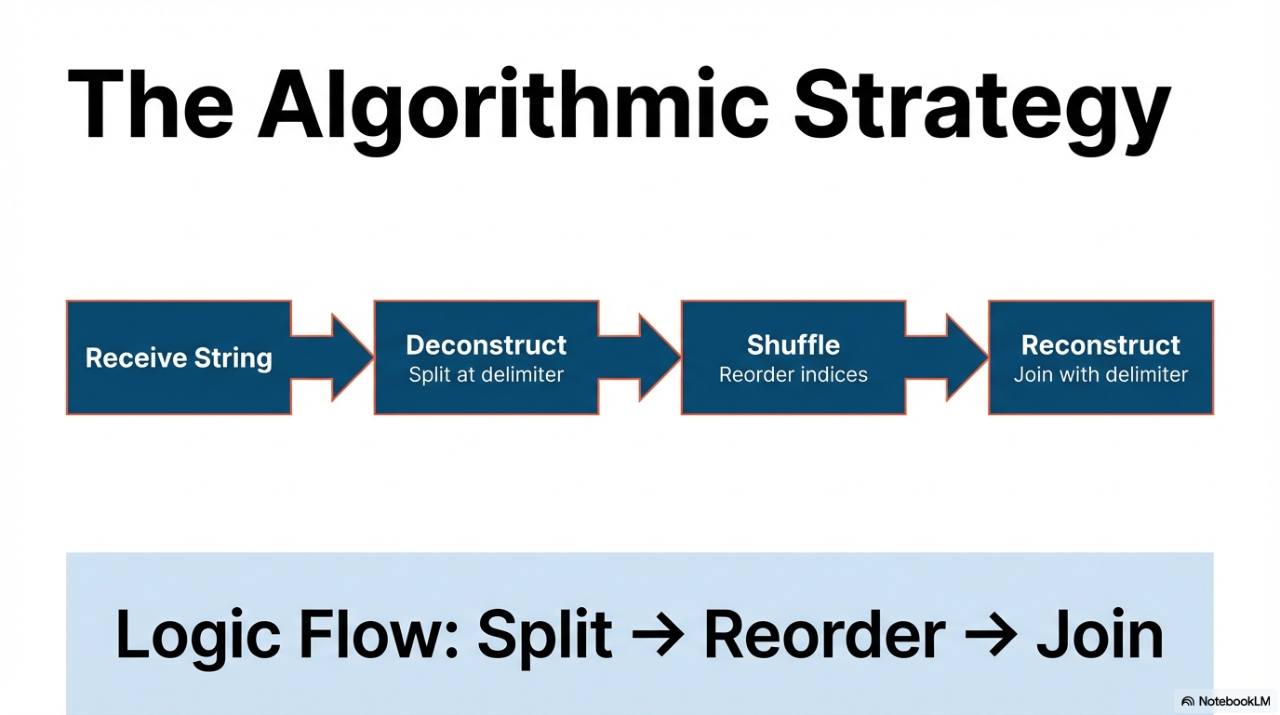 The Algorithmic Strategy
Receive String
Deconstruct
Split at delimiter
Shuffle
Reorder indices
Reconstruct
Join with delimiter
Logic Flow: Split → Reorder → Join
NotebookLM